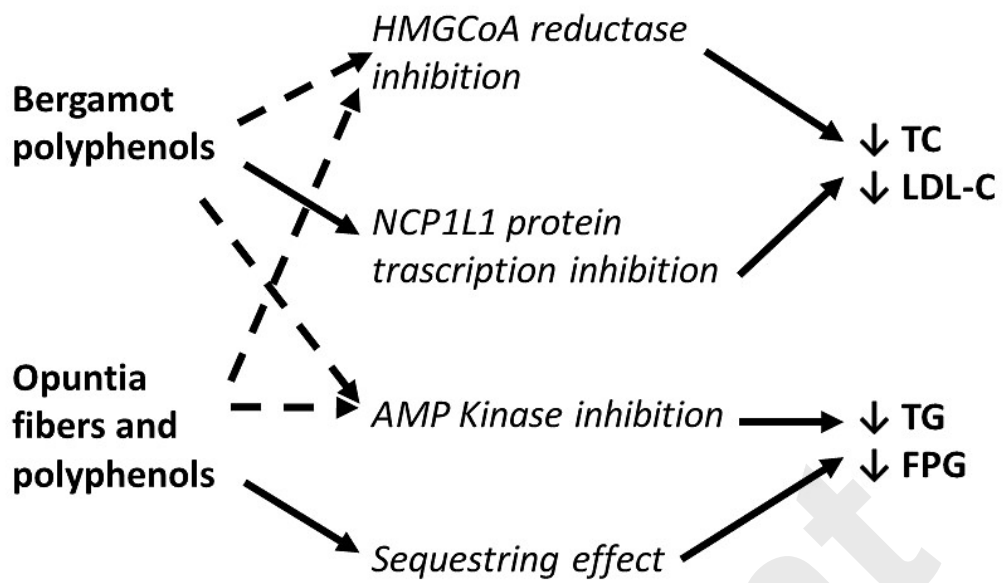 HMGCoA reductase
inhibition
Bergamot
polyphenols
↓ TC
↓ LDL-C
NCP1L1 protein
trascription inhibition
Opuntia
fibers and
polyphenols
AMP Kinase inhibition
↓ TG
↓ FPG
Sequestring effect